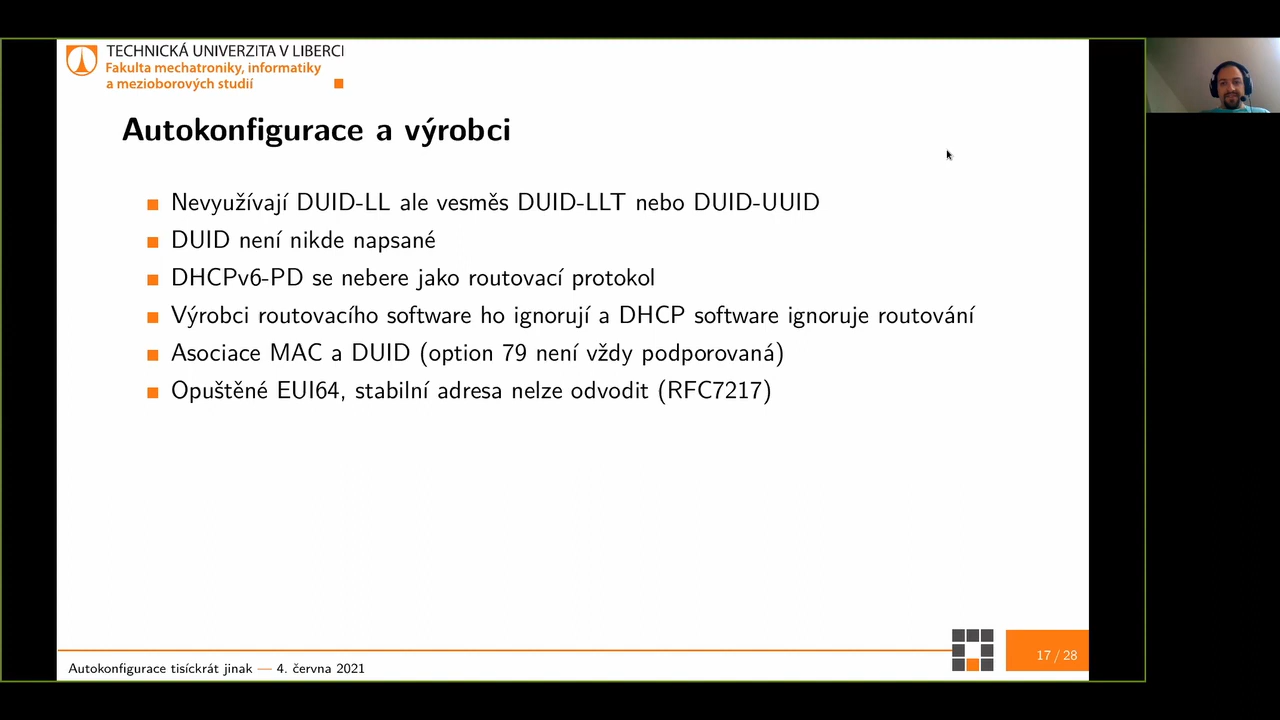 TECHNICKÁ UNIVERZITA V LIBERCI
Fakulta mechatroniky, informatiky
a mezioborových studií
Autokonfigurace a výrobci
Nevyužívají DUID-LL ale vesměs DUID-LLT nebo DUID-UUID
DUID není nikde napsané
DHCPv6-PD se nebere jako routovací protokol
Výrobci routovacího software ho ignorují a DHCP software ignoruje routování
Asociace MAC a DUID (option 79 není vždy podporovaná)
Opuštěné EUI64, stabilní adresa nelze odvodit (RFC7217)
Autokonfigurace tisíckrát jinak — 4. června 2021
17 / 28